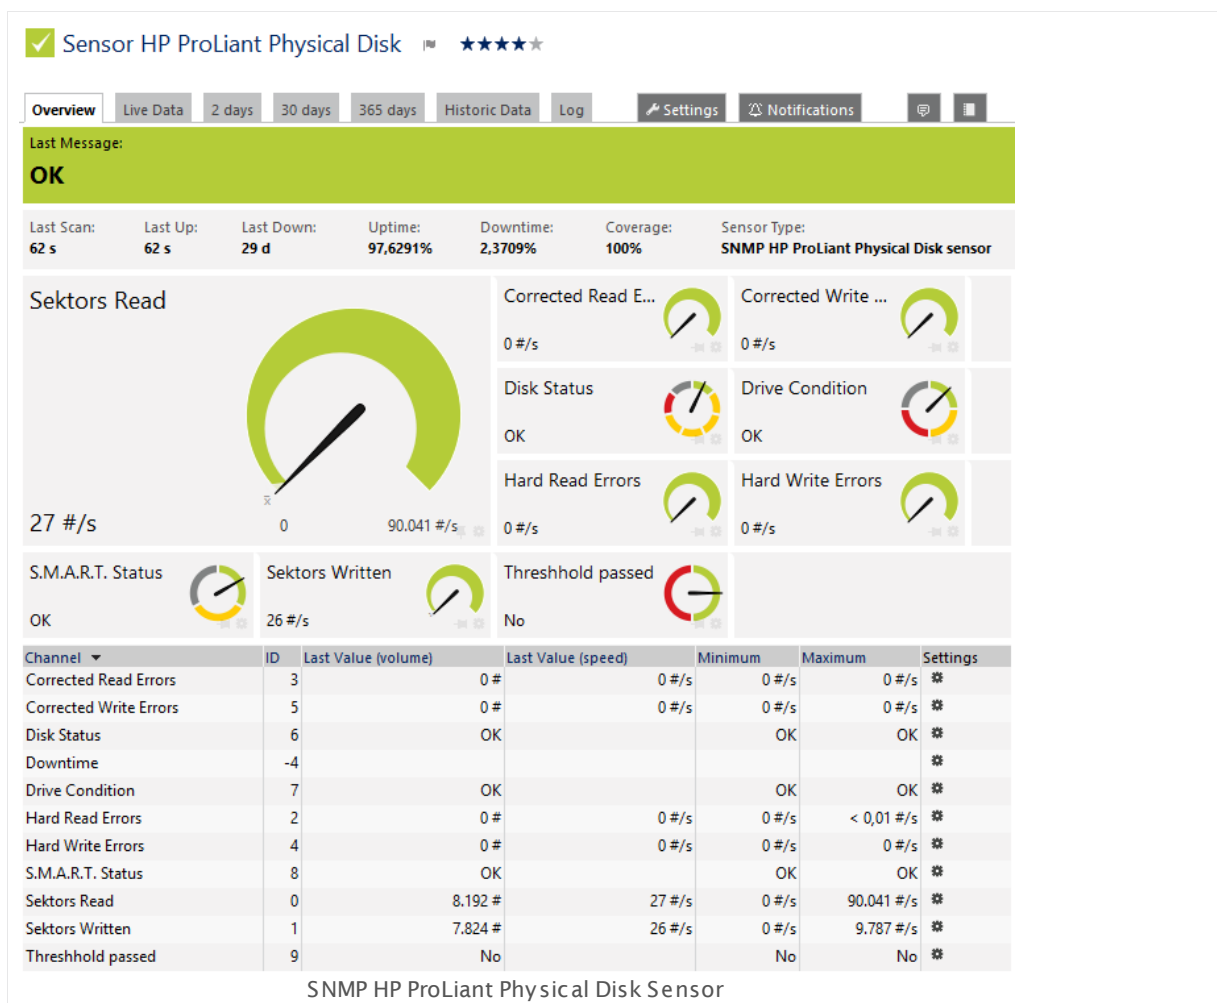 Sensor HP ProLiant Physical Disk
Overview Live Data 2 days 30 days 365 days Historic Data Log Settings Notifications
Last Message:
OK
Last Scan: Last Up: Last Down: Uptime: Downtime: Coverage: Sensor Type:
62 s 62 s 29 d 97,6291% 2,3709% 100% SNMP HP ProLiant Physical Disk sensor
Sektors Read
27 #/s
0 90.041 #/s
Corrected Read E...
0 #/s
Corrected Write ...
0 #/s
Disk Status
OK
Drive Condition
OK
Hard Read Errors
0 #/s
Hard Write Errors
0 #/s
S.M.A.R.T. Status
OK
Sektors Written
26 #/s
Threshhold passed
No
Channel ID Last Value (volume) Last Value (speed) Minimum Maximum Settings
Corrected Read Errors 3 0 # 0 #/s 0 #/s 0 #/s
Corrected Write Errors 5 0 # 0 #/s 0 #/s 0 #/s
Disk Status 6 OK OK OK
Downtime -4
Drive Condition 7 OK OK OK
Hard Read Errors 2 0 # 0 #/s 0 #/s < 0,01 #/s
Hard Write Errors 4 0 # 0 #/s 0 #/s 0 #/s
S.M.A.R.T. Status 8 OK OK OK
Sektors Read 0 8.192 # 27 #/s 0 #/s 90.041 #/s
Sektors Written 1 7.824 # 26 #/s 0 #/s 9.787 #/s
Threshhold passed 9 No No No
SNMP HP ProLiant Physical Disk Sensor